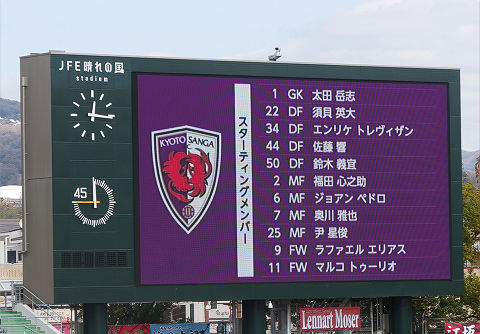 JFE晴れの国
stadium
45
KYOTO SANGA
スターティングメンバー
1 GK 太田 岳志
22 DF 須貝 英大
34 DF エンリケ トレヴィザン
44 DF 佐藤 響
50 DF 鈴木 義宜
2 MF 福田 心之助
6 MF ジョアン ペドロ
7 MF 奥川 雅也
25 MF 尹 星俊
9 FW ラファエル エリアス
11 FW マルコ トゥーリオ
Lennart Moser
江坂